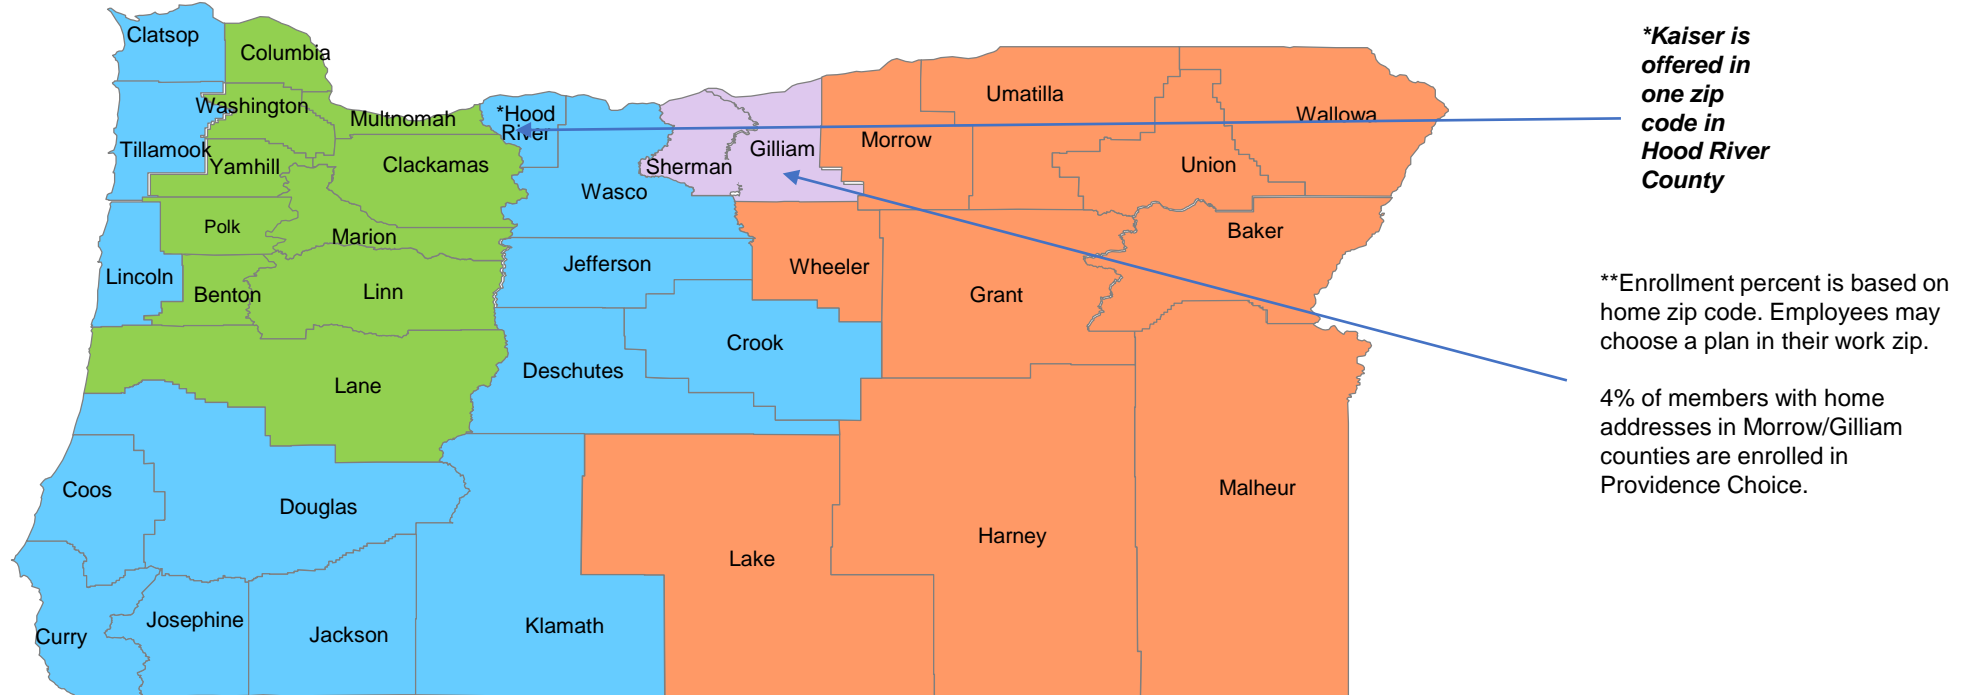 Clatsop
Columbia
Washington
Multnomah
*Hood
River
Tillamook
Yamhill
Clackamas
Sherman
Gilliam
Morrow
Umatilla
Wallowa
Union
Wasco
Polk
Marion
Baker
Lincoln
Benton
Linn
Jefferson
Wheeler
Grant
Crook
Deschutes
Lane
Coos
Douglas
Malheur
Harney
Lake
Curry
Josephine
Jackson
Klamath
*Kaiser is
offered in
one zip
code in
Hood River
County
**Enrollment percent is based on
home zip code. Employees may
choose a plan in their work zip.
4% of members with home
addresses in Morrow/Gilliam
counties are enrolled in
Providence Choice.